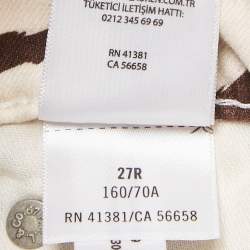 TÜKETİCİ İLETİŞİM HATTI:
0212 345 69 69
RN 41381
CA 56658
27R
160/70A
RN 41381/CA 56658
67